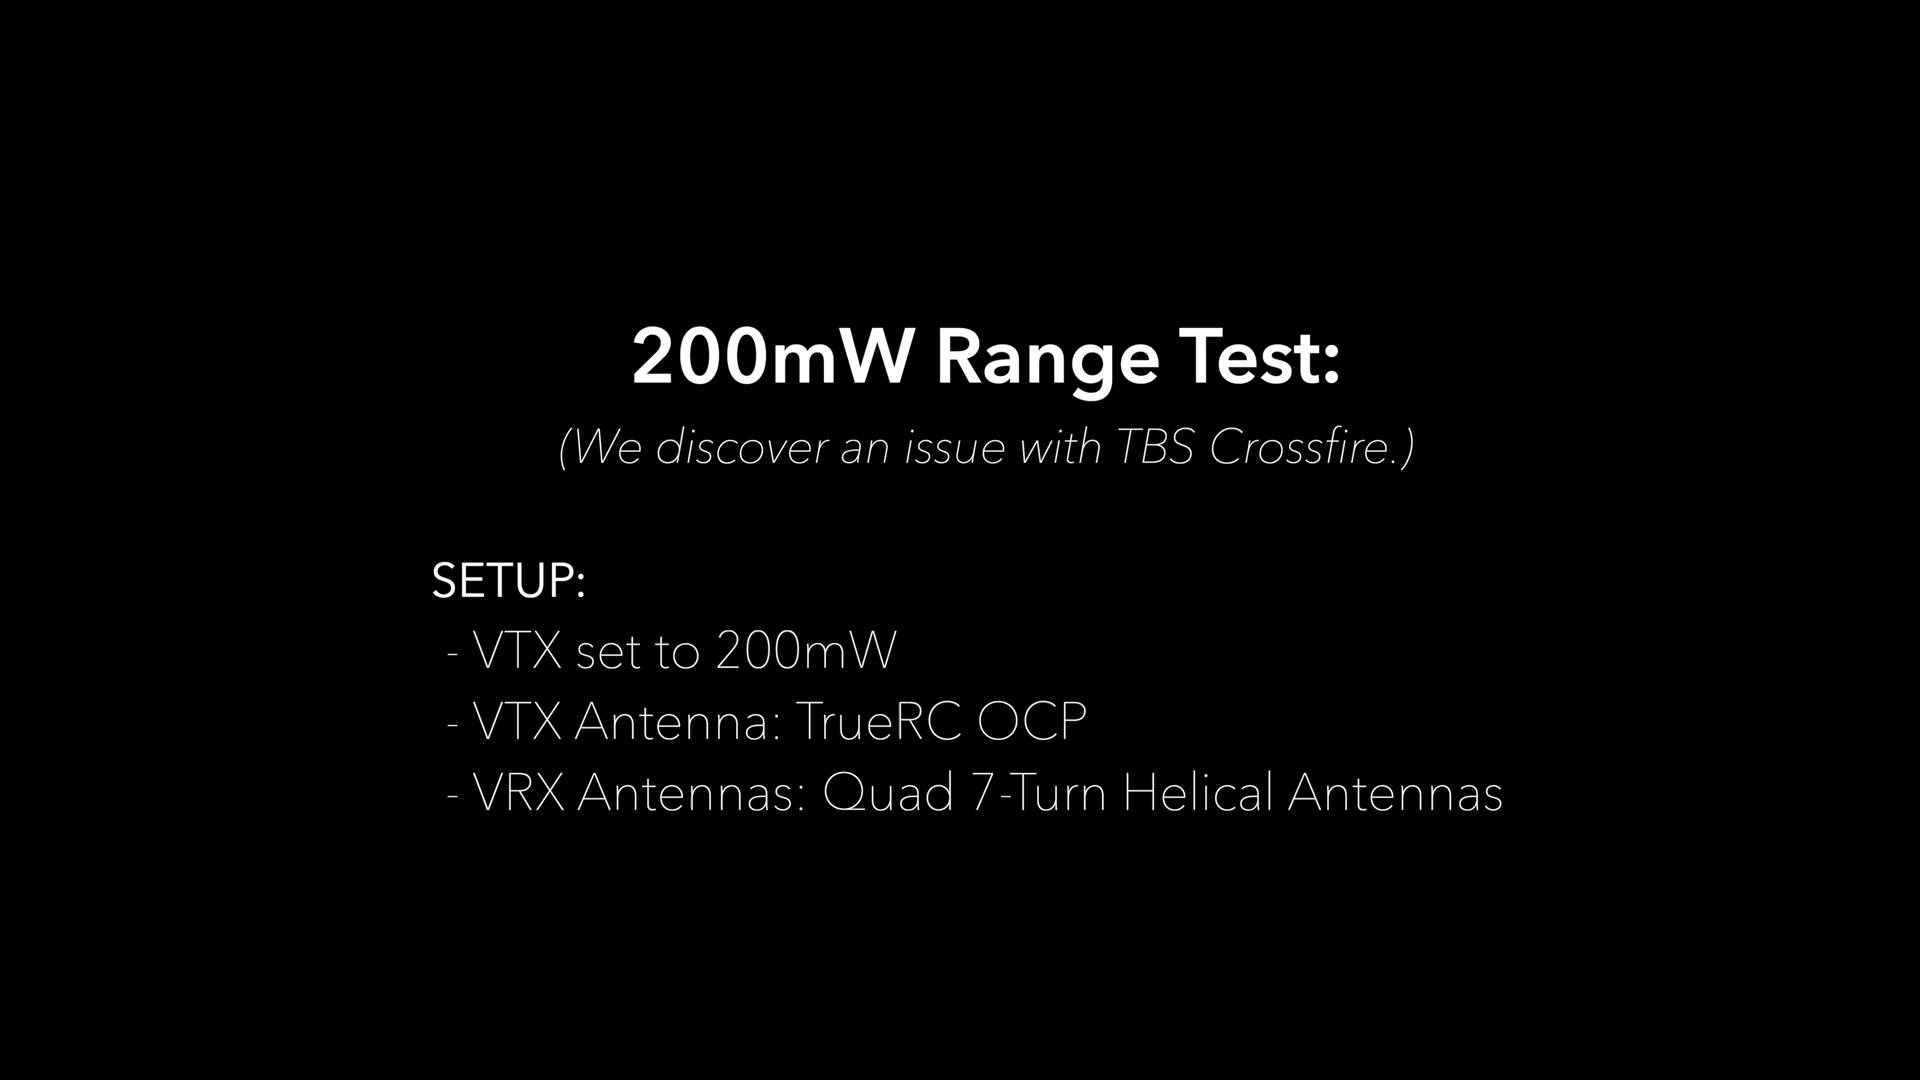 200mW Range Test:
(We discover an issue with TBS Crossfire.)
SETUP:
- VTX set to 200mW
- VTX Antenna: TrueRC OCP
- VRX Antennas: Quad 7-Turn Helical Antennas